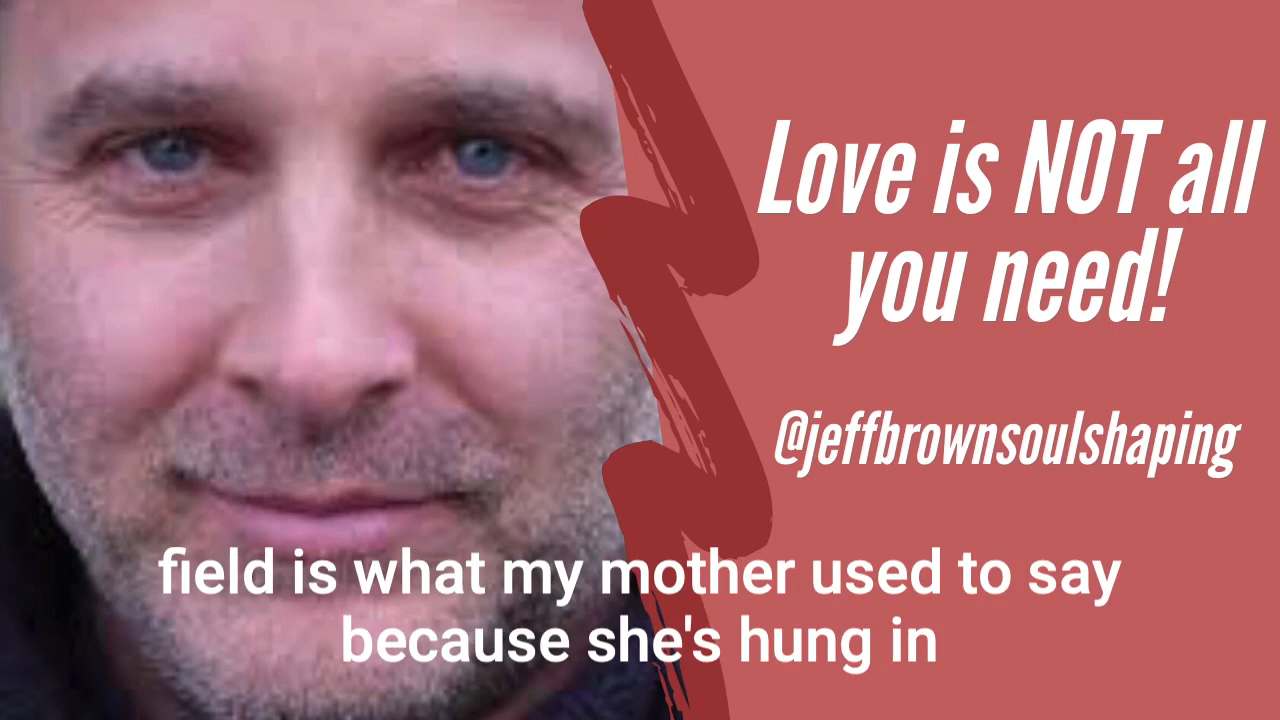 Love is NOT all
you need!
@jeffbrownsoulshaping
field is what my mother used to say
because she's hung in